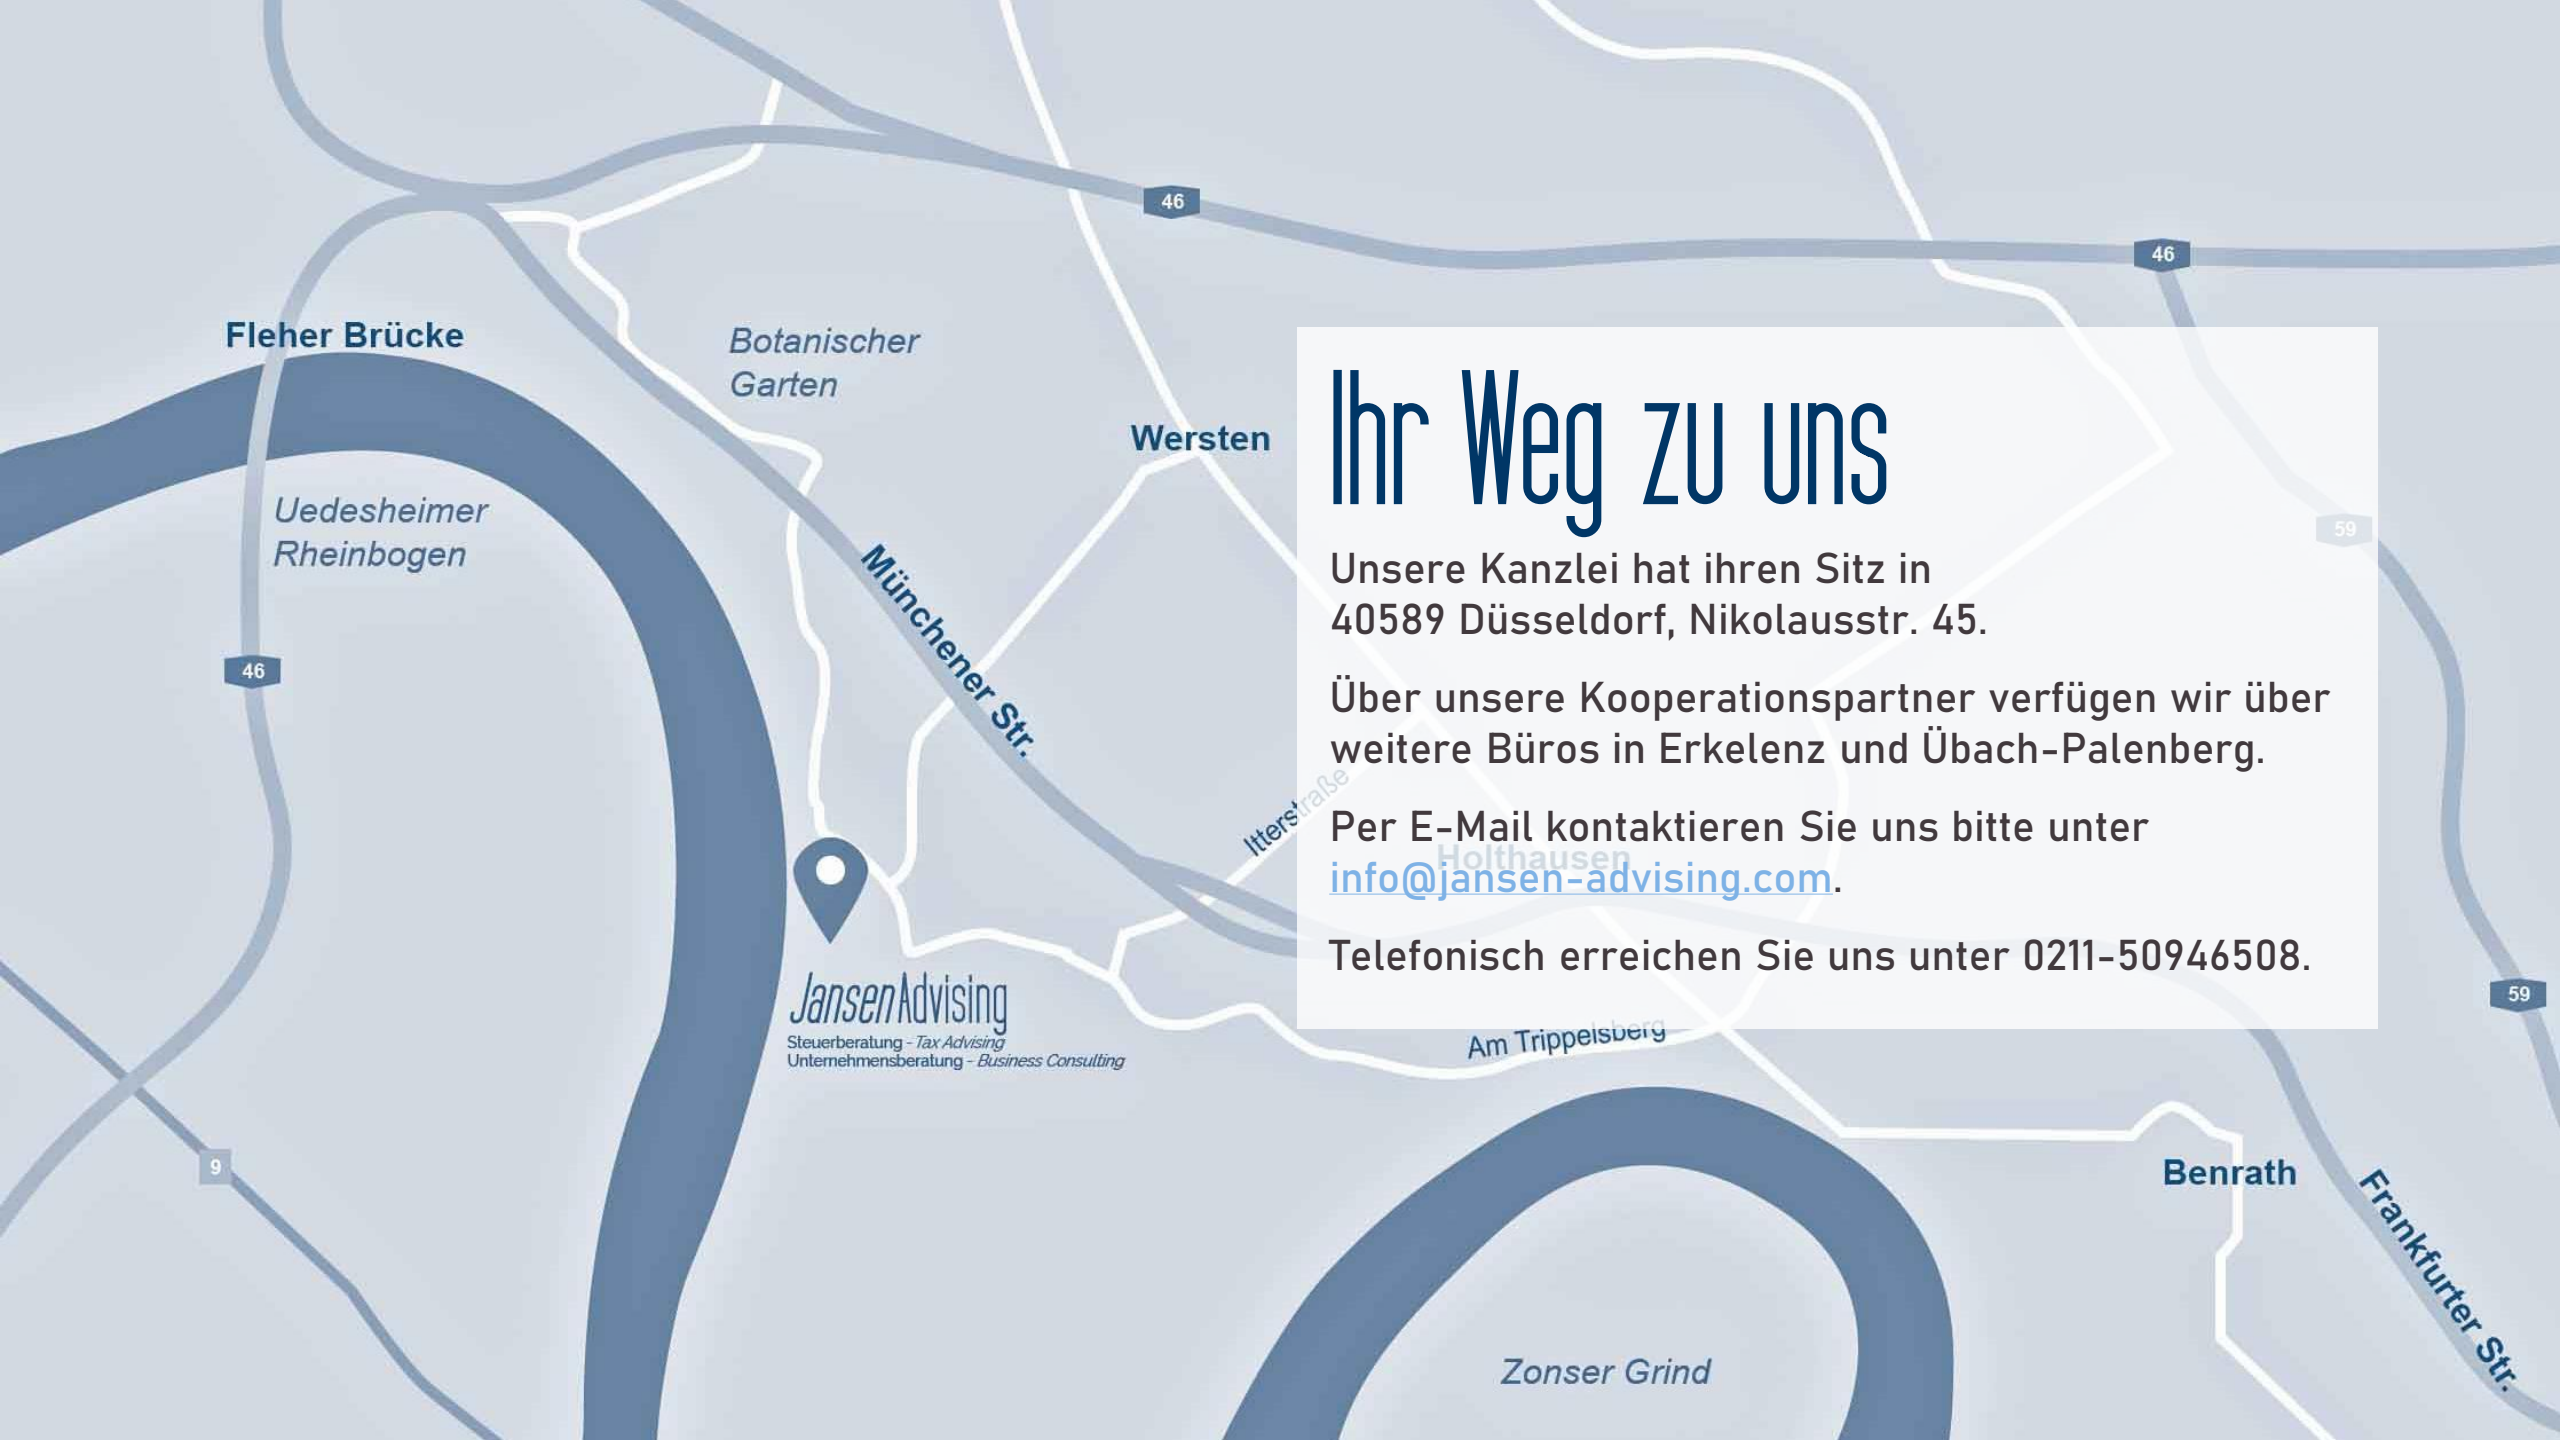 46
46
Fleher Brücke
Botanischer
Garten
Wersten
Uedesheimer
Rheinbogen
46
Münchener Str.
Ihr Weg zu uns
59
Unsere Kanzlei hat ihren Sitz in
40589 Düsseldorf, Nikolausstr. 45.
Über unsere Kooperationspartner verfügen wir über
weitere Büros in Erkelenz und Übach-Palenberg.
Per E-Mail kontaktieren Sie uns bitte unter
info@jansen-advising.com.
Telefonisch erreichen Sie uns unter 0211-50946508.
Itterstraße
Holthausen
59
JansenAdvising
Steuerberatung - Tax Advising
Unternehmensberatung - Business Consulting
Am Trippelsberg
9
Benrath
Frankfurter Str.
Zonser Grind